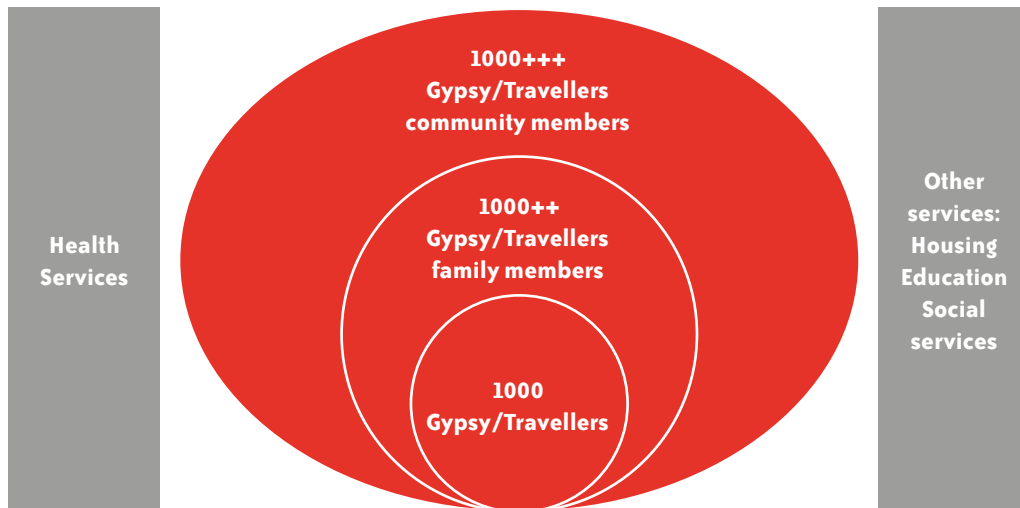 Health
Services
1000+++
Gypsy/Travellers
community members
1000++
Gypsy/Travellers
family members
1000
Gypsy/Travellers
Other
services:
Housing
Education
Social
services